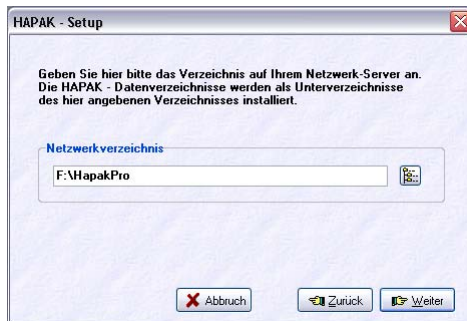 HAPAK - Setup
Geben Sie hier bitte das Verzeichnis auf Ihrem Netzwerk-Server an.
Die HAPAK - Datenverzeichnisse werden als Unterverzeichnisse
des hier angebenen Verzeichnisses installiert.
Netzwerkverzeichnis
F:\HapakPro
Abbruch
Zurück
Weiter